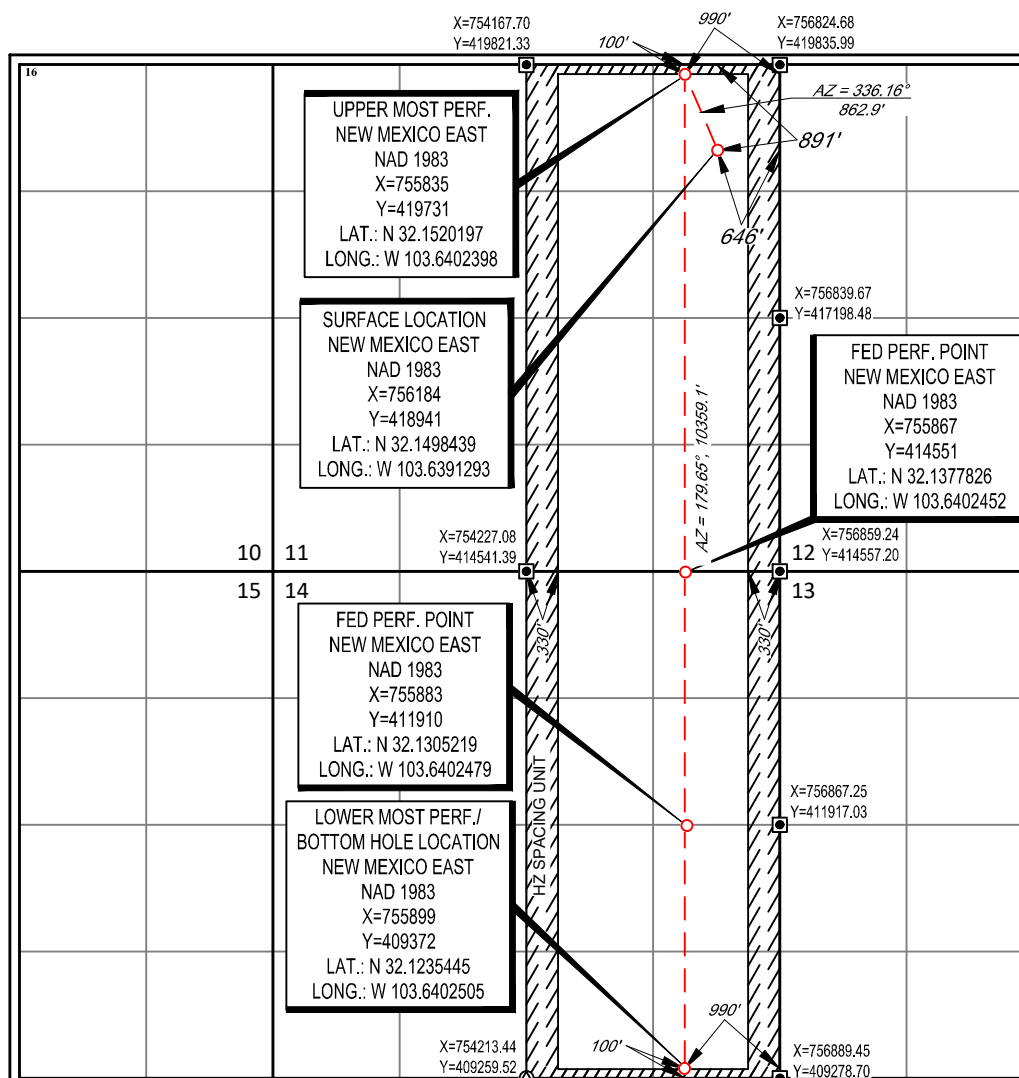 X=754167.70
Y=419821.33
100'
990'
X=756824.68
Y=419835.99
16
AZ = 336.16°
862.9'
891'
646'
UPPER MOST PERF.
NEW MEXICO EAST
NAD 1983
X=755835
Y=419731
LAT.: N 32.1520197
LONG.: W 103.6402398
X=756839.67
Y=417198.48
SURFACE LOCATION
NEW MEXICO EAST
NAD 1983
X=756184
Y=418941
LAT.: N 32.1498439
LONG.: W 103.6391293
FED PERF. POINT
NEW MEXICO EAST
NAD 1983
X=755867
Y=414551
LAT.: N 32.1377826
LONG.: W 103.6402452
AZ = 179.65°, 10359.1'
X=754227.08
Y=414541.39
X=756859.24
Y=414557.20
10 11
12
15 14
13
330'
330'
FED PERF. POINT
NEW MEXICO EAST
NAD 1983
X=755883
Y=411910
LAT.: N 32.1305219
LONG.: W 103.6402479
HZ SPACING UNIT
X=756867.25
Y=411917.03
LOWER MOST PERF./
BOTTOM HOLE LOCATION
NEW MEXICO EAST
NAD 1983
X=755899
Y=409372
LAT.: N 32.1235445
LONG.: W 103.6402505
990'
100'
X=754213.44
Y=409259.52
X=756889.45
Y=409278.70